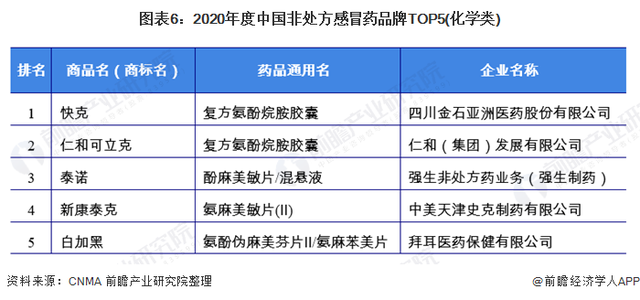 图表6：2020年度中国非处方感冒药品牌TOP5(化学类)
排名 商品名（商标名） 药品通用名 企业名称
1 快克 复方氨酚烷胺胶囊 四川金石亚洲医药股份有限公司
2 仁和可立克 复方氨酚烷胺胶囊 仁和（集团）发展有限公司
3 泰诺 酚麻美敏片/混悬液 强生非处方药业务（强生制药）
4 新康泰克 氨麻美敏片(II) 中美天津史克制药有限公司
5 白加黑 氨酚伪麻美芬片II/氨麻苯美片 拜耳医药保健有限公司
资料来源：CNMA 前瞻产业研究院整理 @前瞻经济学人APP
前瞻产业研究院